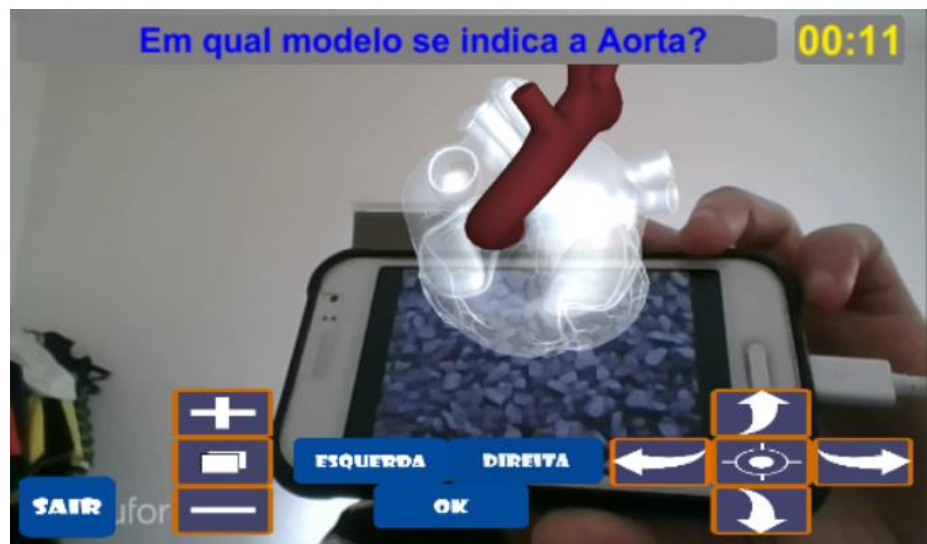 Em qual modelo se indica a Aorta?
00:11
ESQUERDA
DIREITA
SAIR
OK